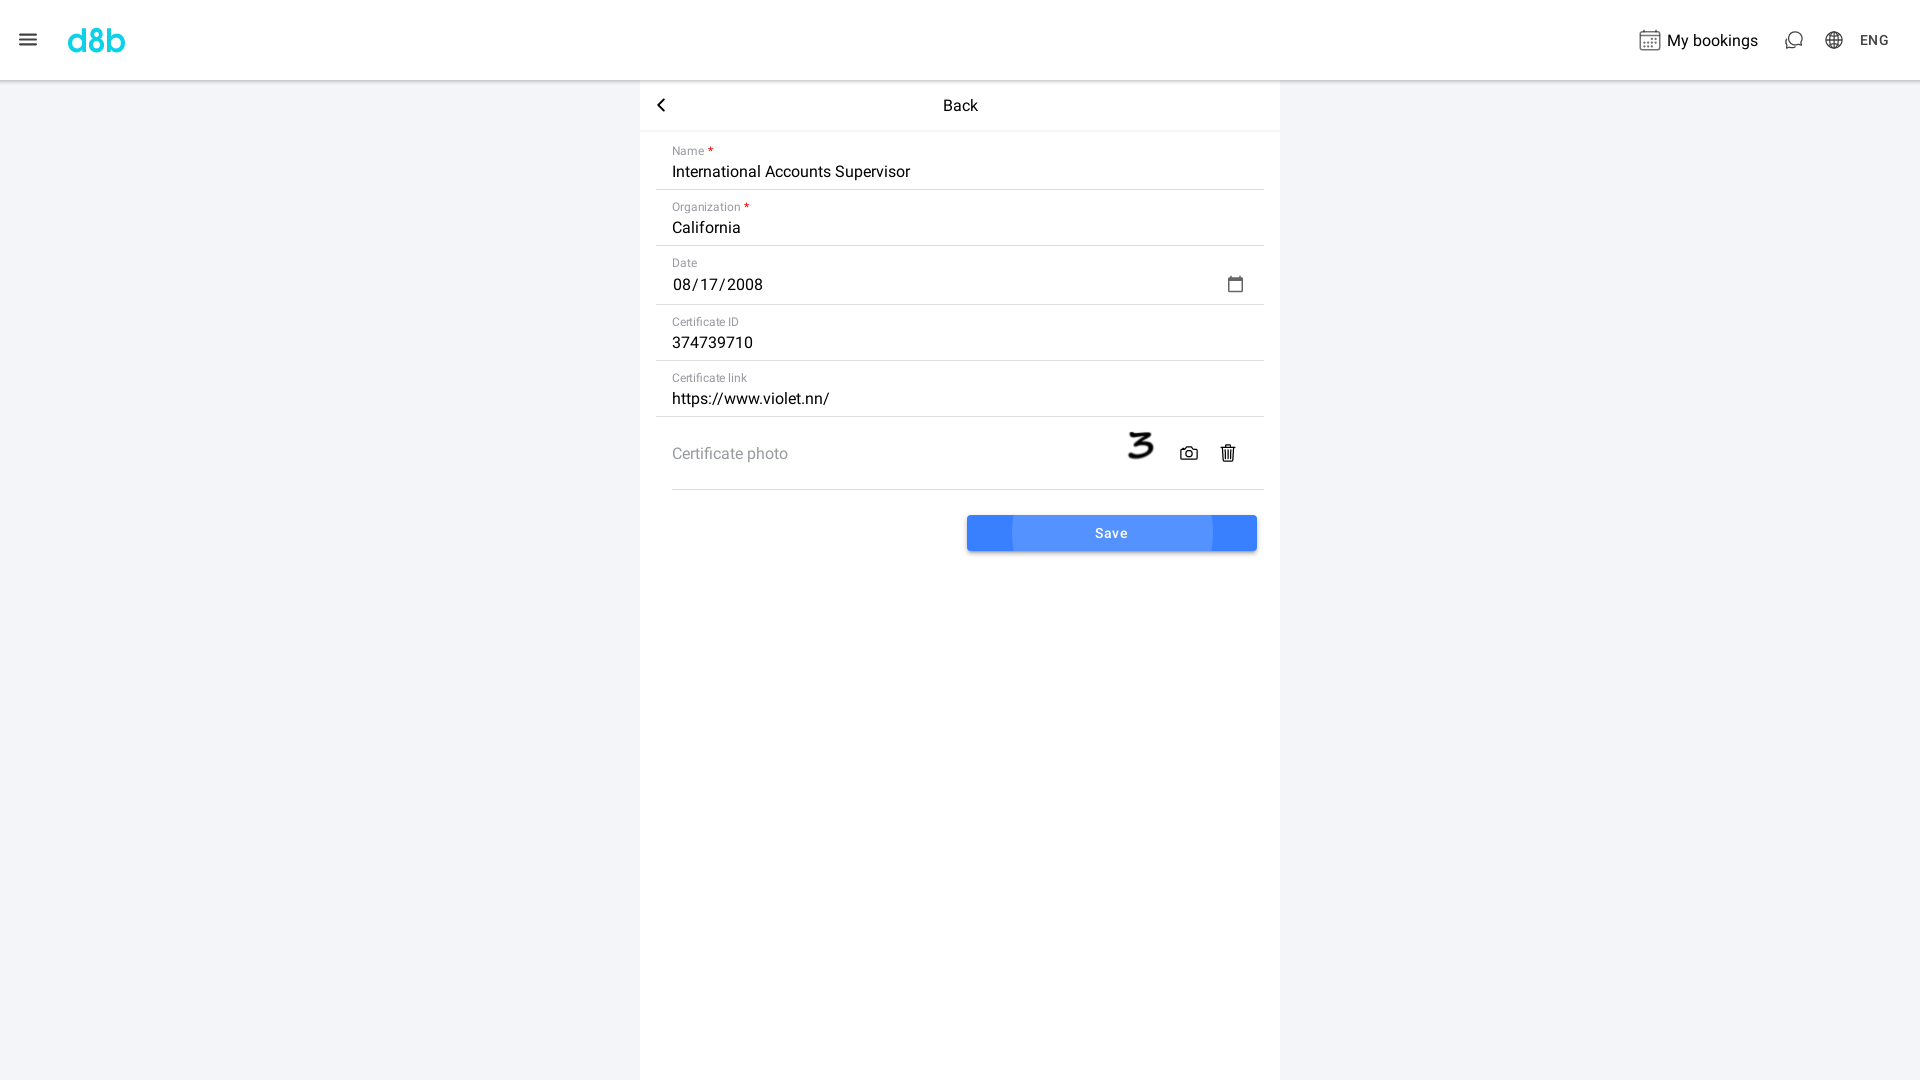 d8b
My bookings
ENG
Back
Name *
International Accounts Supervisor
Organization *
California
Date
08/17/2008
Certificate ID
374739710
Certificate link
https://www.violet.nn/
Certificate photo
3
Save